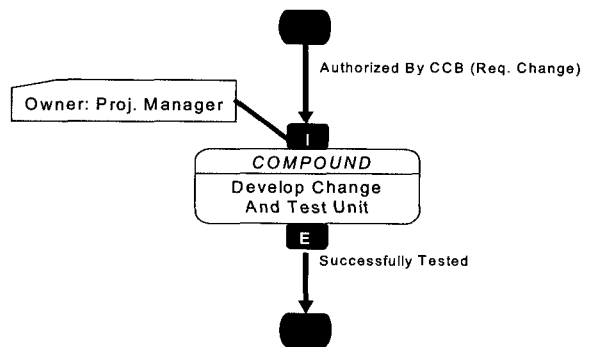 Authorized By CCB (Req. Change)
Owner: Proj. Manager
I
COMPOUND
Develop Change
And Test Unit
E
Successfully Tested